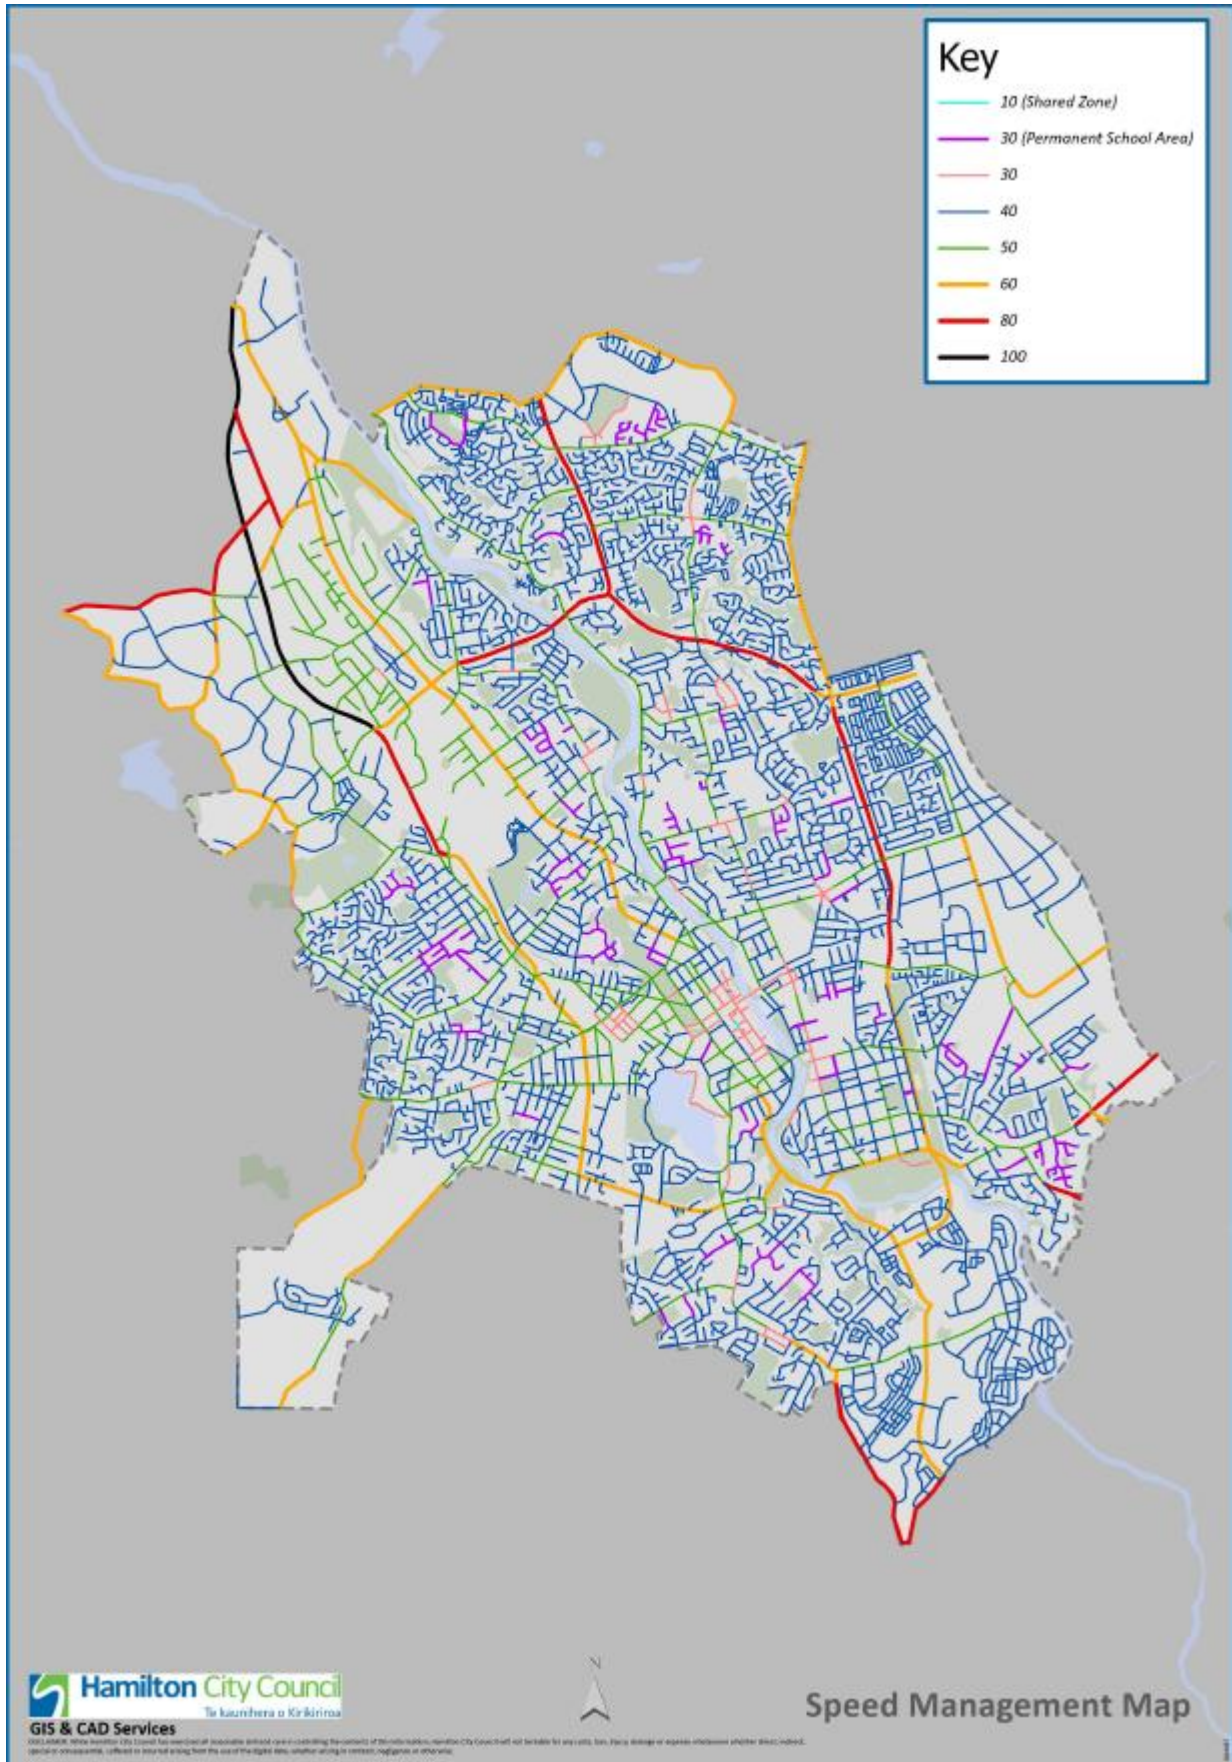 Key
10 (Shared Zone)
30 (Permanent School Area)
30
40
50
60
80
100
N
Hamilton City Council
Te kaunihera o Kirikiriroa
GIS & CAD Services
Speed Management Map